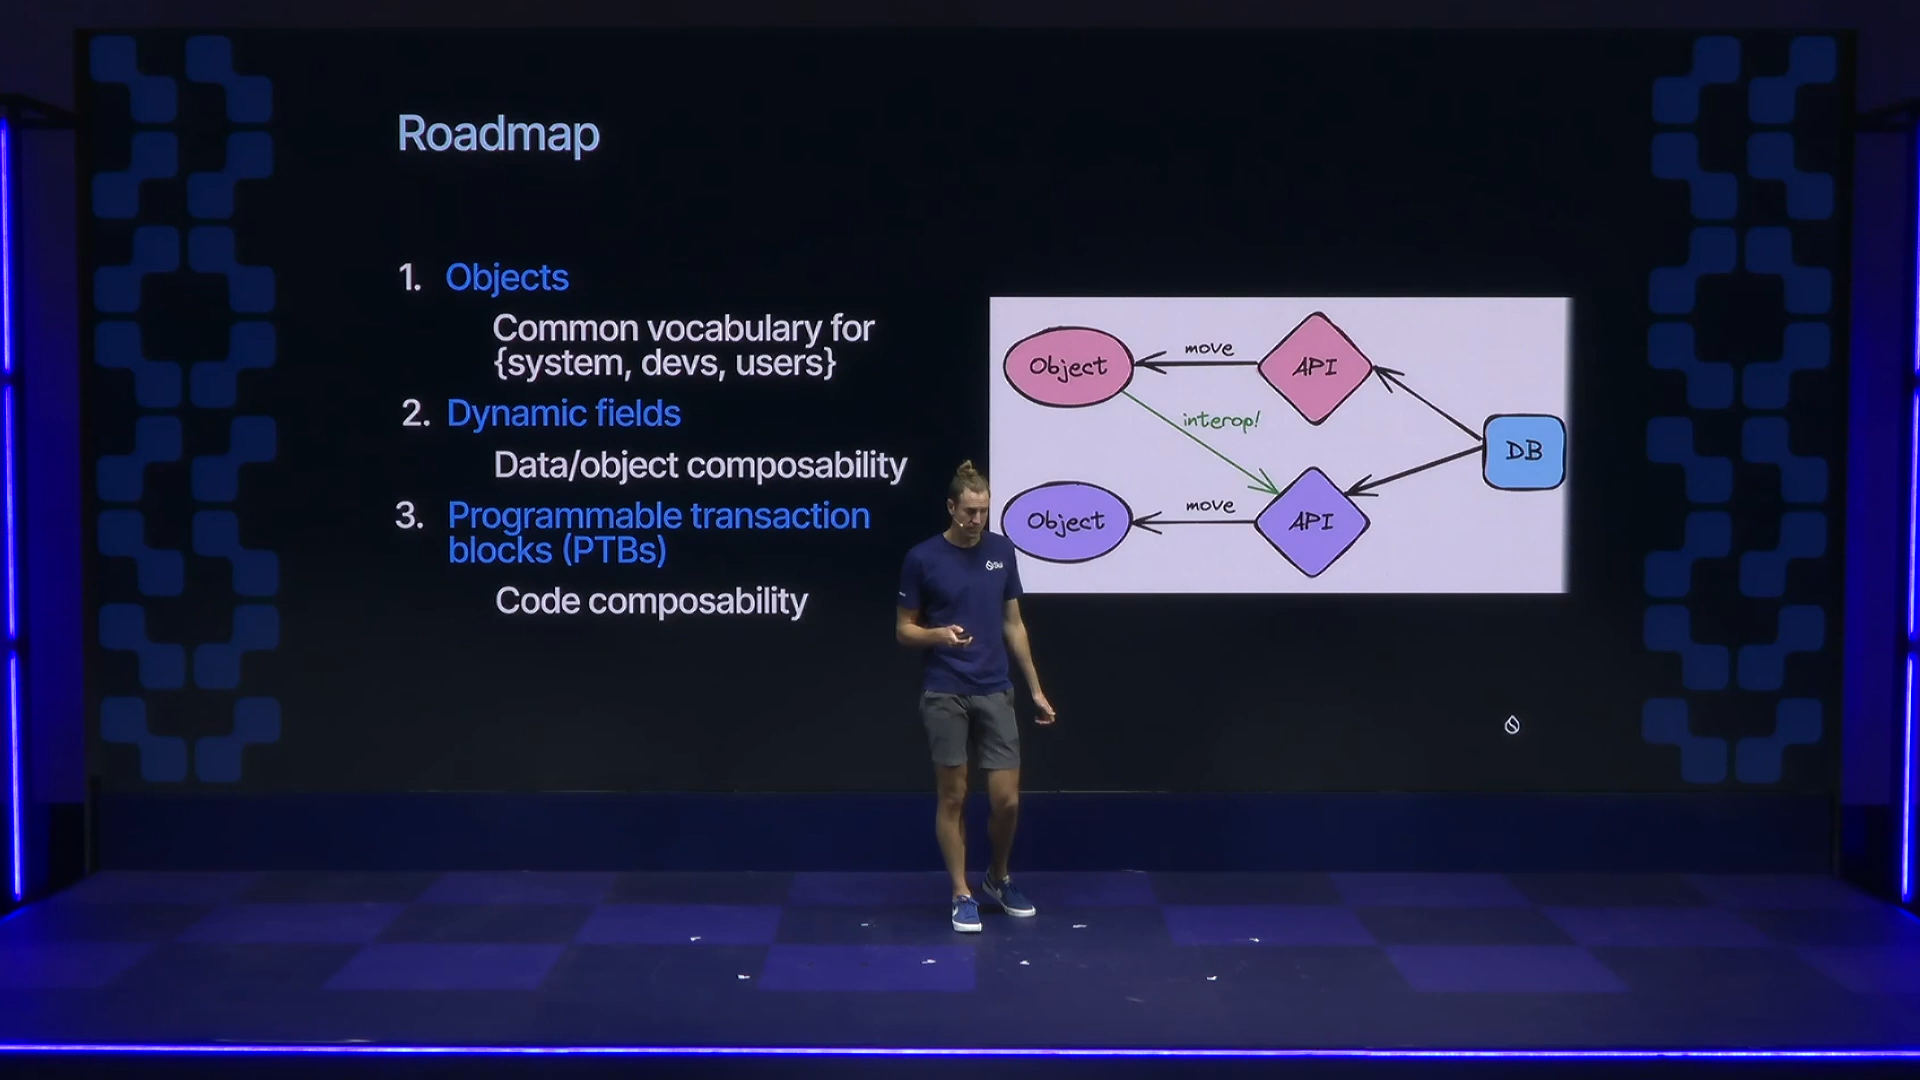 Roadmap
1. Objects
Common vocabulary for
{system, devs, users}
2. Dynamic fields
Data/object composability
3. Programmable transaction
blocks (PTBs)
Code composability
Object
move
API
interop!
DB
Object
move
API
Sui